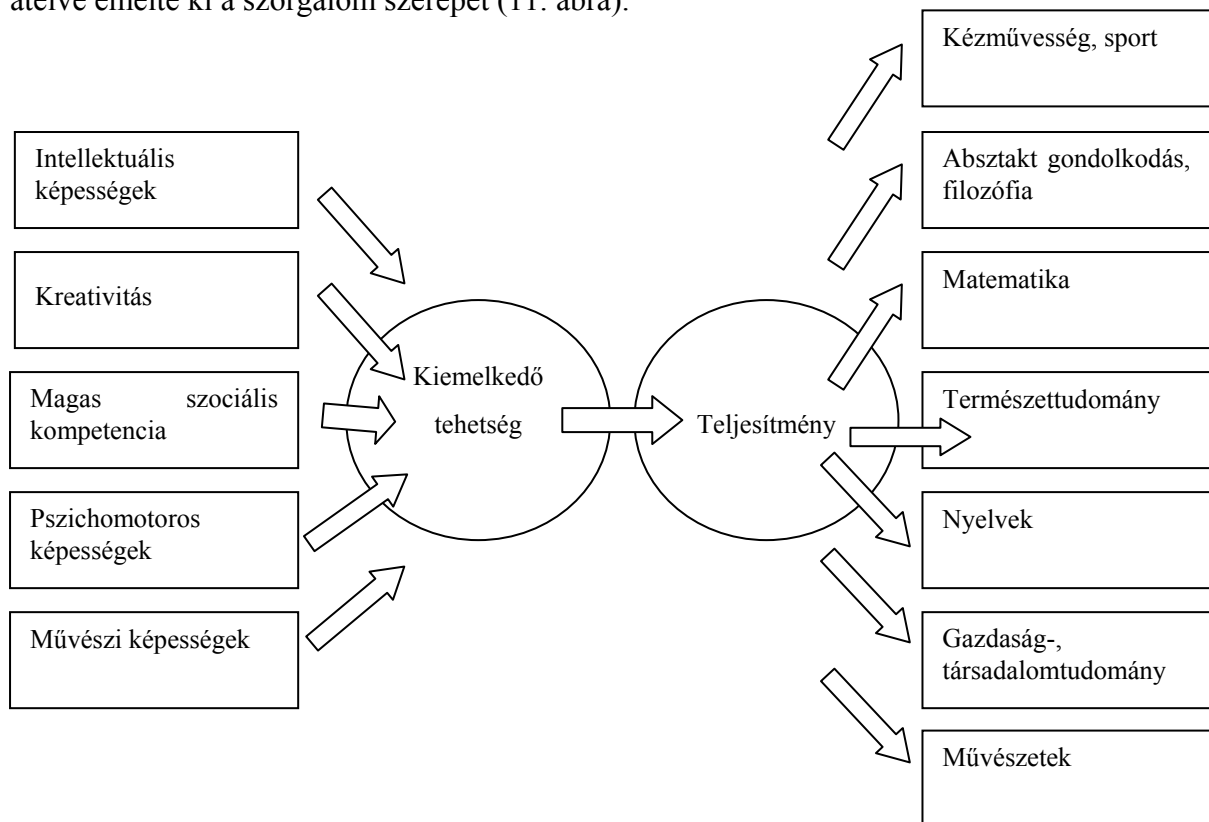 átélve emelte ki a szorgalom szerepét (11. ábra).
Kézművesség, sport
Intellektuális
képességek
Absztakt gondolkodás,
filozófia
Kreativitás
Matematika
Magas szociális
kompetencia
Kiemelkedő
tehetség
Teljesítmény
Természettudomány
Pszichomotoros
képességek
Nyelvek
Művészi képességek
Gazdaság-,
társadalomtudomány
Művészetek